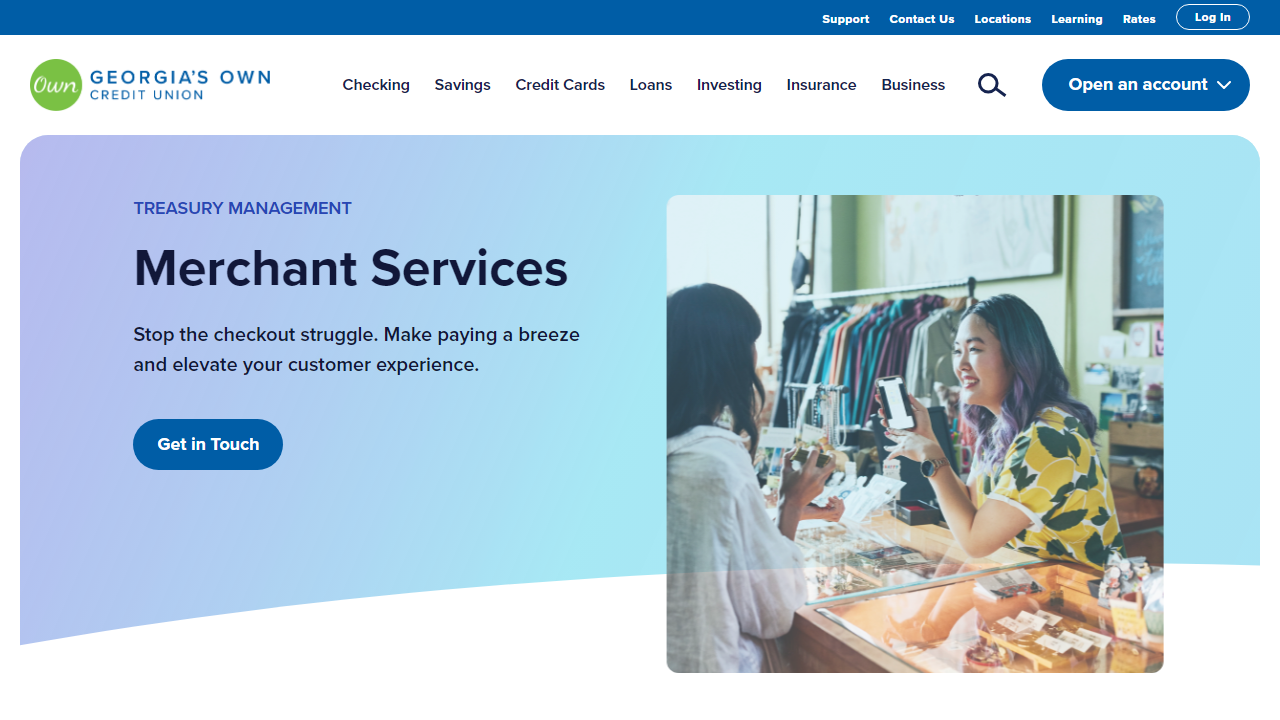 Support Contact Us Locations Learning Rates Log In
Own GEORGIA'S OWN
CREDIT UNION
Checking Savings Credit Cards Loans Investing Insurance Business Open an account
TREASURY MANAGEMENT
Merchant Services
Stop the checkout struggle. Make paying a breeze
and elevate your customer experience.
Get in Touch